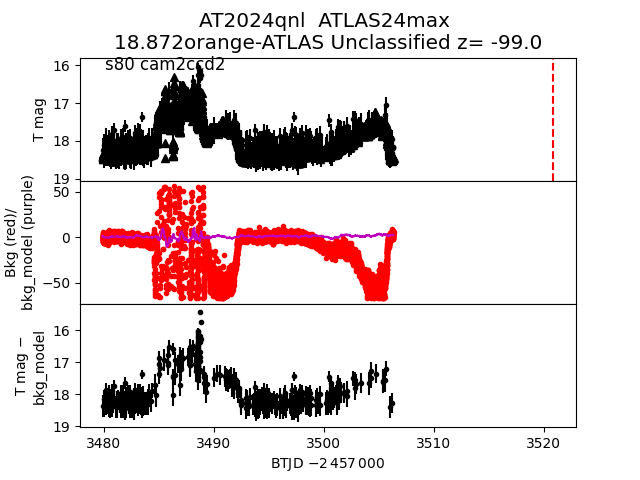 AT2024qnl  ATLAS24max
18.872orange-ATLAS Unclassified z= -99.0
s80 cam2ccd2
T mag
16
17
18
19
Bkg (red)/
bkg_model (purple)
50
0
−50
T mag −
bkg_model
16
17
18
19
3480
3490
3500
3510
3520
BTJD −2 457 000